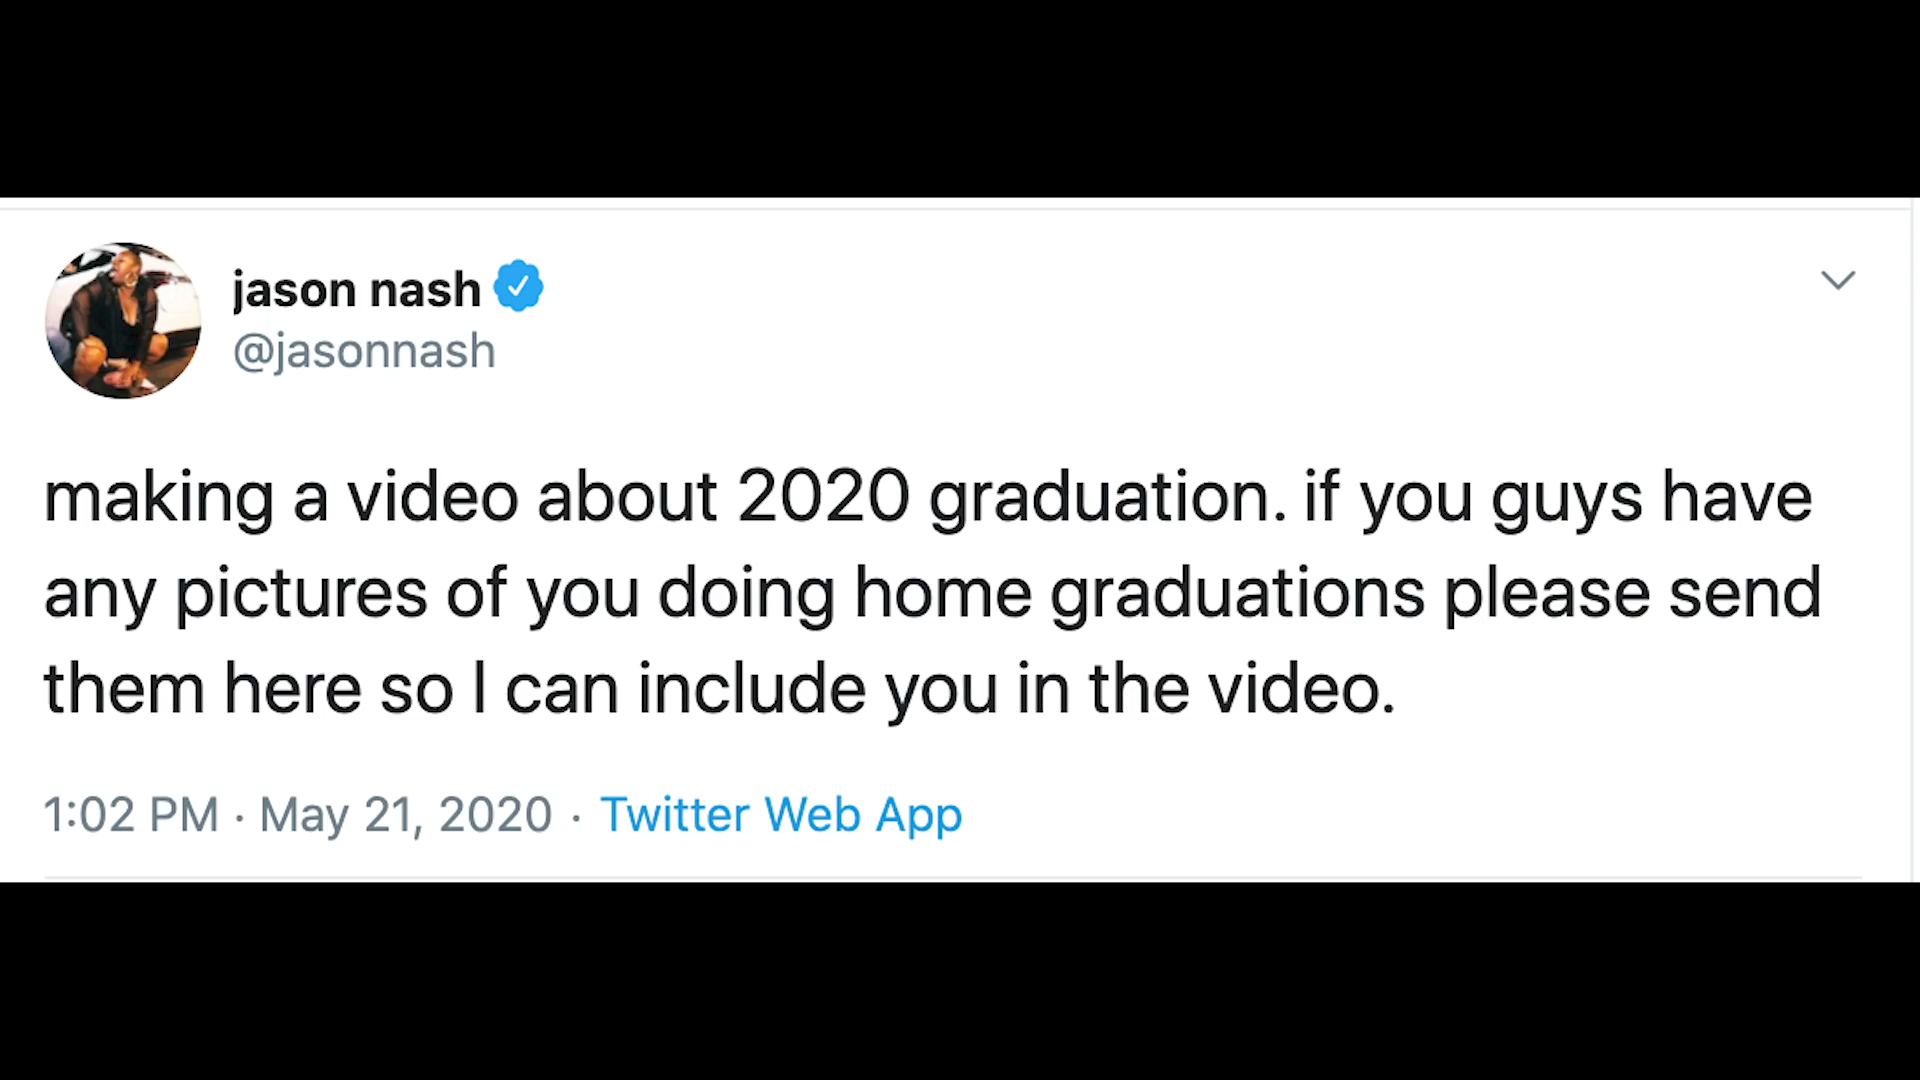 jason nash
@jasonnash
making a video about 2020 graduation. if you guys have
any pictures of you doing home graduations please send
them here so I can include you in the video.
1:02 PM · May 21, 2020 · Twitter Web App